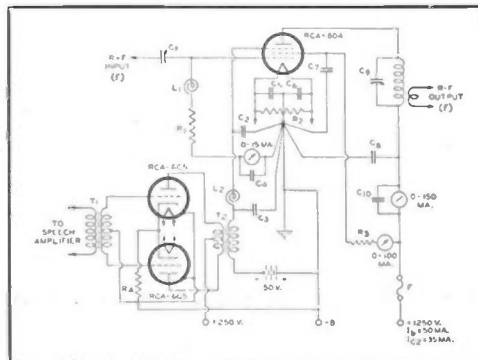 RCA-804
R-F
INPUT
(F)
C1
C7
C9
L1
C5
C6
R-F
OUTPUT
(F)
C2
R2
R1
0-15 MA.
C8
C4
RCA-6C5
L2
C10
0-150
MA.
T1
T2
C3
TO
SPEECH
AMPLIFIER
R3
0-100
MA.
50 V.
R4
F
RCA-6C5
+250 V.
-B
+1250 V.
Ib=50 MA.
Ic2=35 MA.